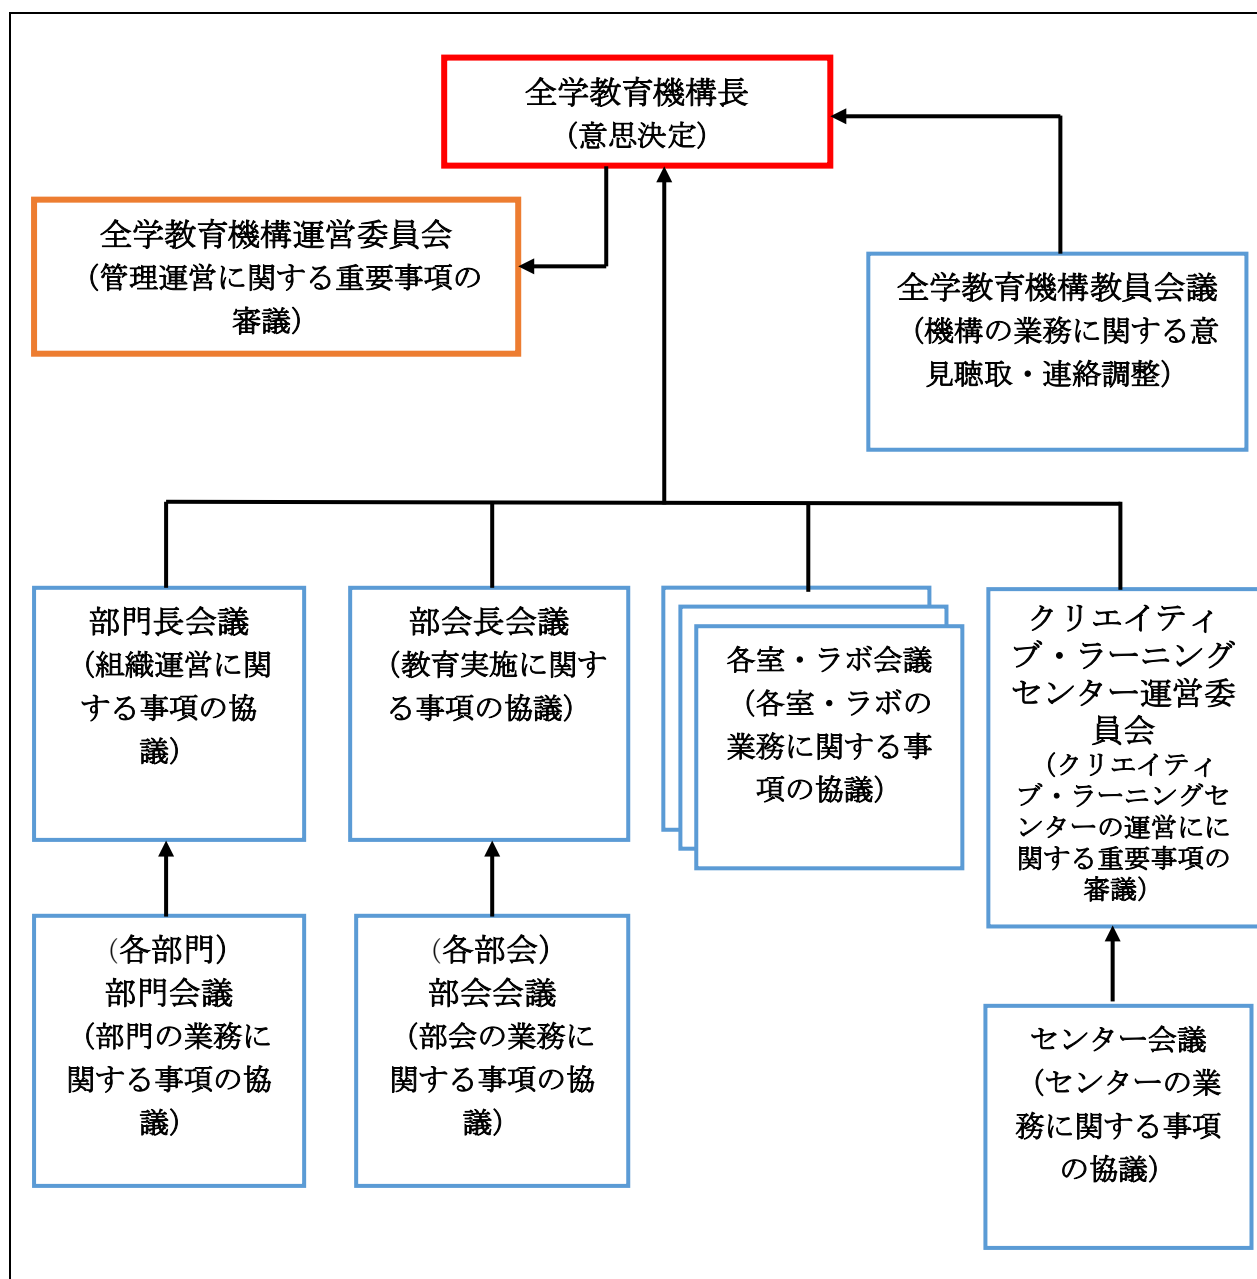 全学教育機構長
（意思決定）
全学教育機構運営委員会
（管理運営に関する重要事項の
審議）
全学教育機構教員会議
（機構の業務に関する意
見聴取・連絡調整）
部門長会議
（組織運営に関
する事項の協
議）
部会長会議
（教育実施に関す
る事項の協議）
各室・ラボ会議
（各室・ラボの
業務に関する事
項の協議）
クリエイティ
ブ・ラーニング
センター運営委
員会
（クリエイティ
ブ・ラーニングセ
ンターの運営にに
関する重要事項の
審議）
（各部門）
部門会議
（部門の業務に
関する事項の協
議）
（各部会）
部会会議
（部会の業務に
関する事項の協
議）
センター会議
（センターの業
務に関する事項
の協議）